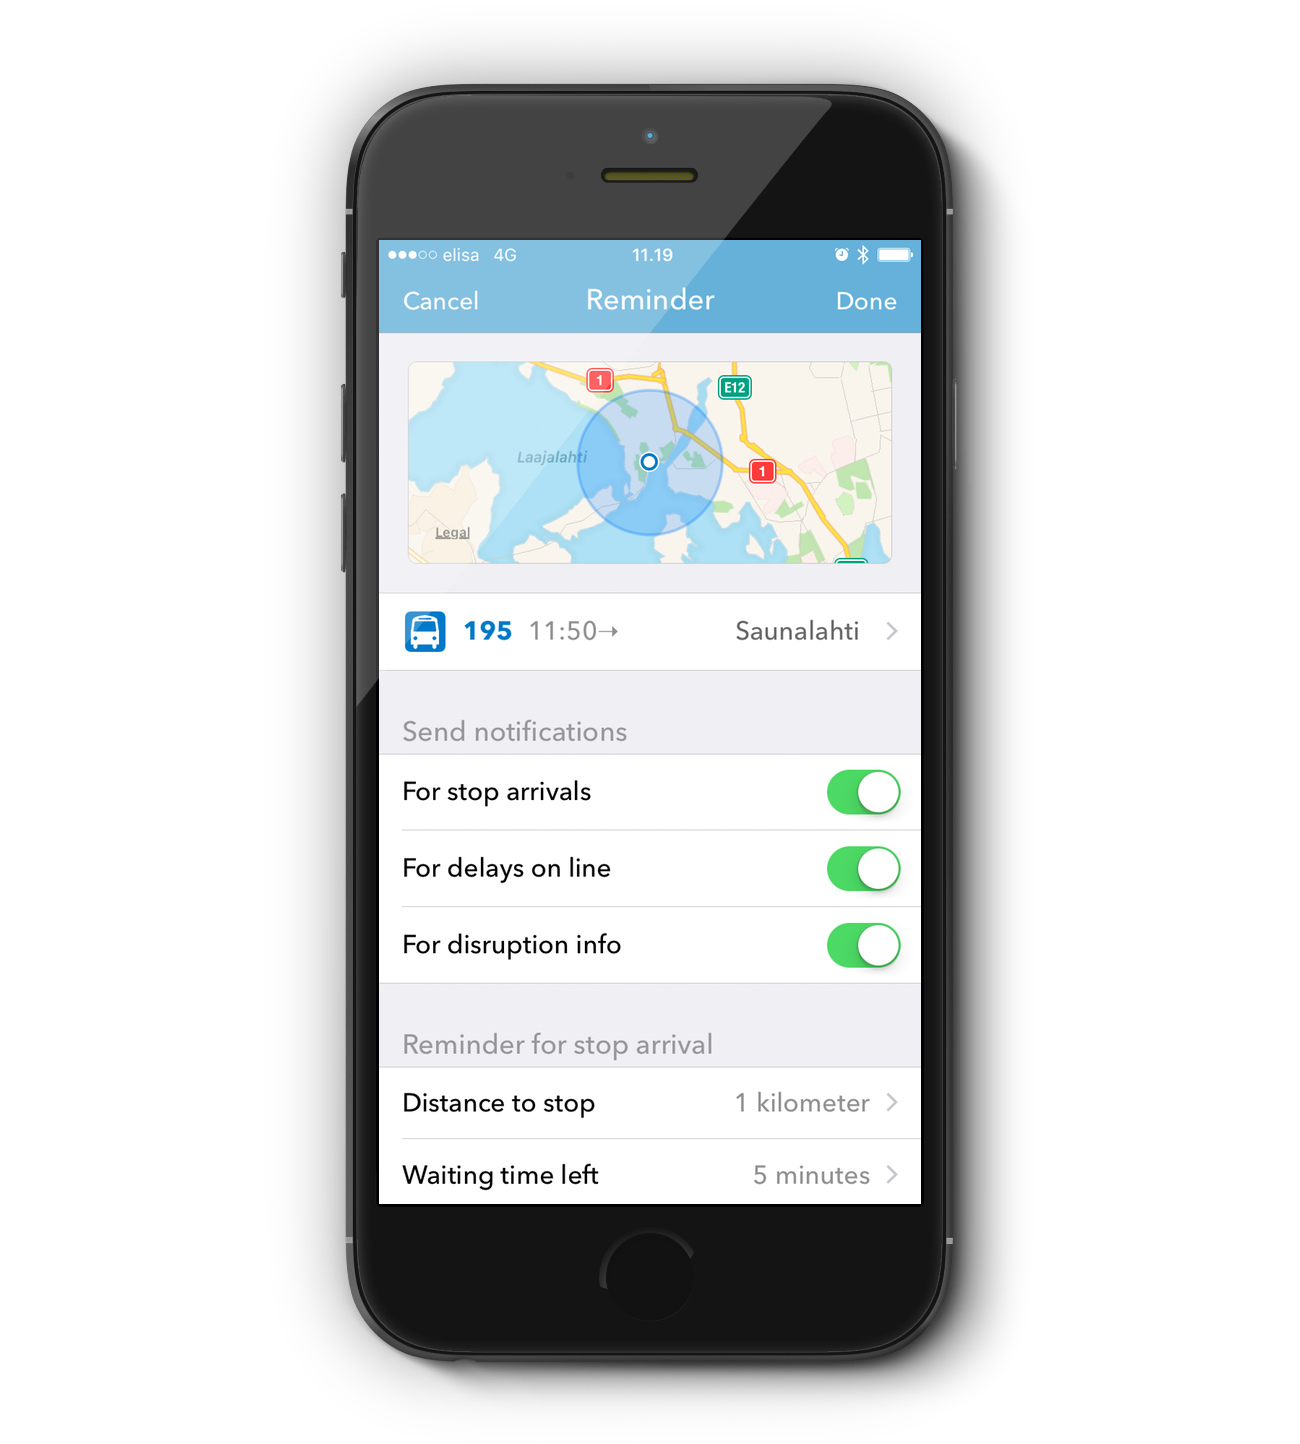 elisa 4G 11.19
Cancel Reminder Done
1
E12
Laajalahti
1
Legal
195 11:50→ Saunalahti
Send notifications
For stop arrivals
For delays on line
For disruption info
Reminder for stop arrival
Distance to stop 1 kilometer
Waiting time left 5 minutes